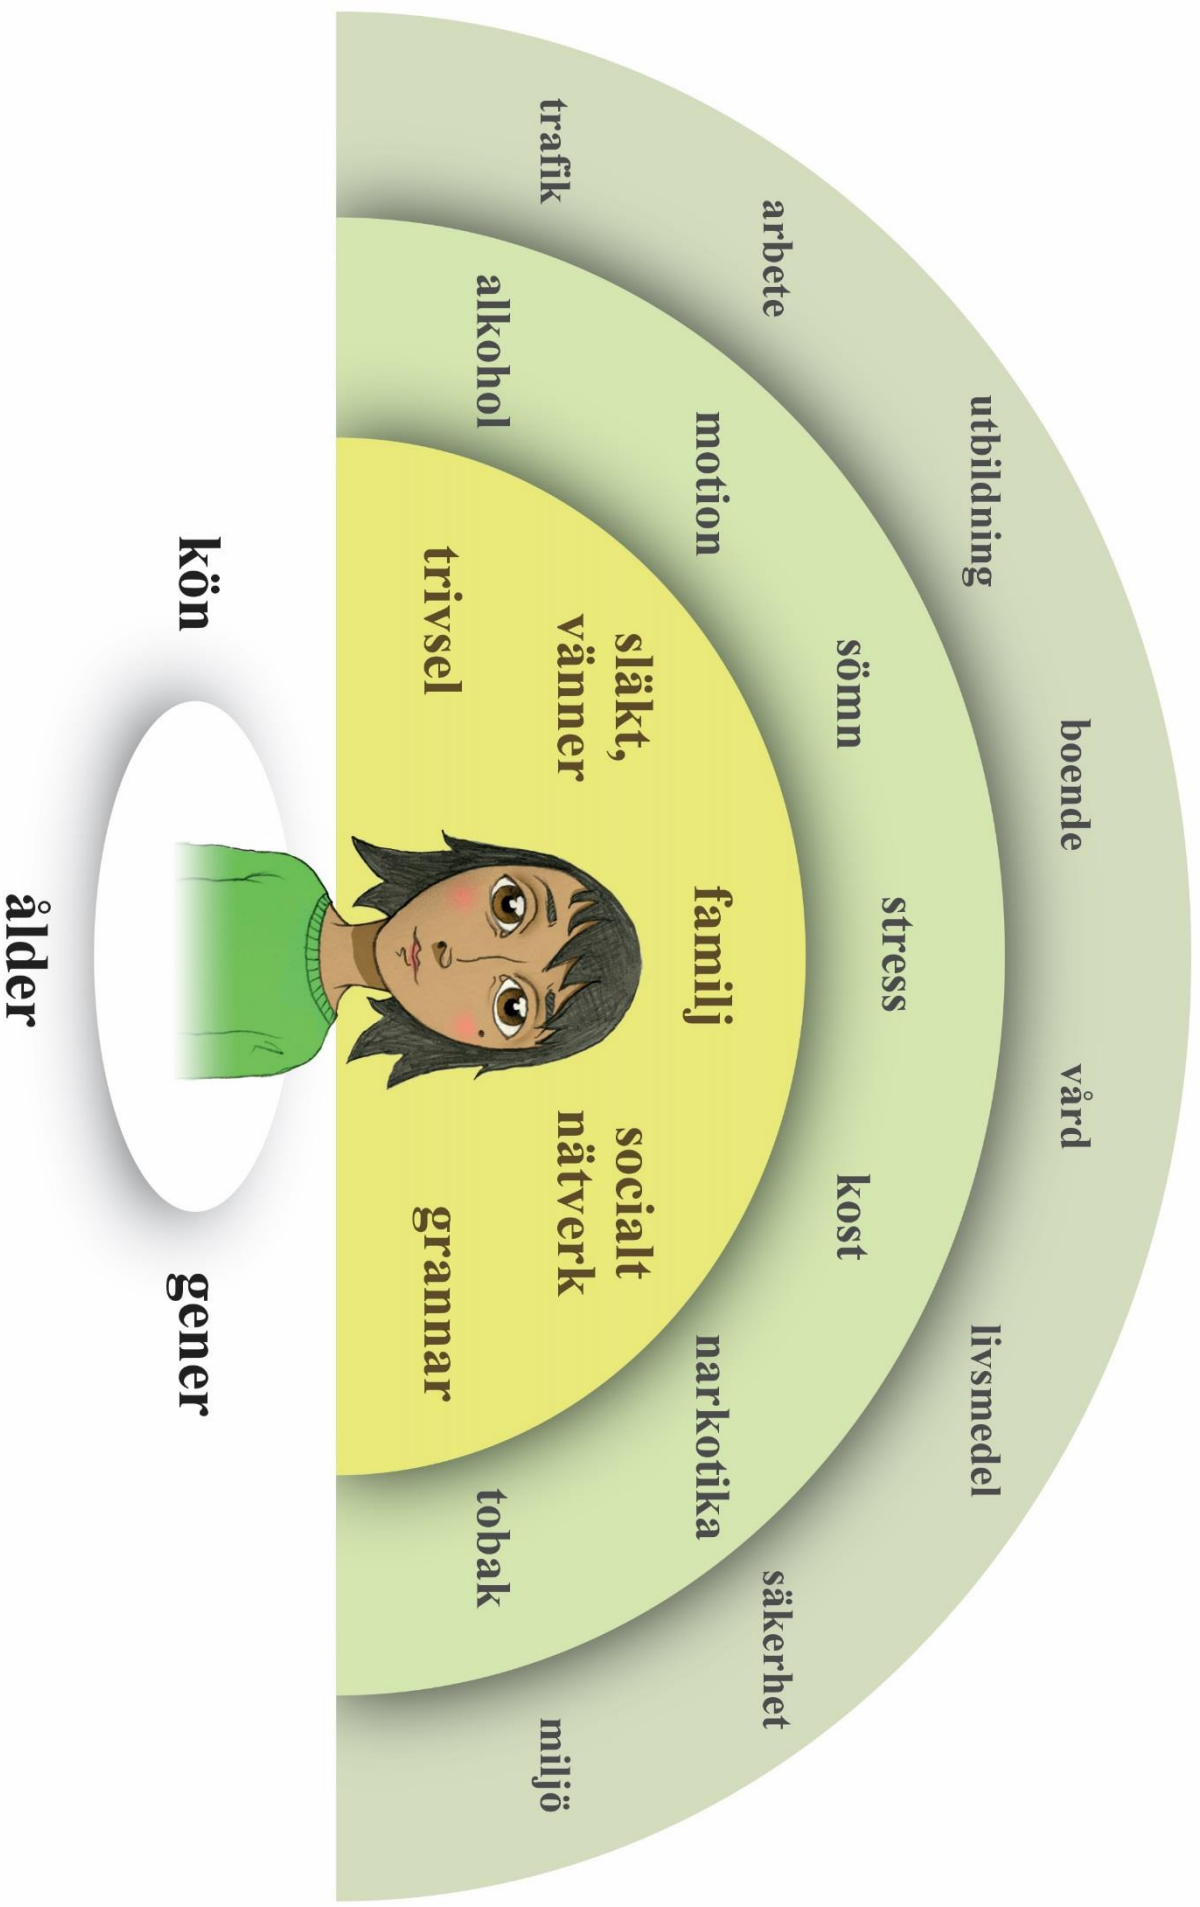 trafik
arbete
utbildning
boende
vård
livsmedel
säkerhet
miljö
alkohol
motion
sömn
stress
kost
narkotika
tobak
trivsel
släkt,
vänner
familj
socialt
nätverk
grannar
kön
ålder
gener